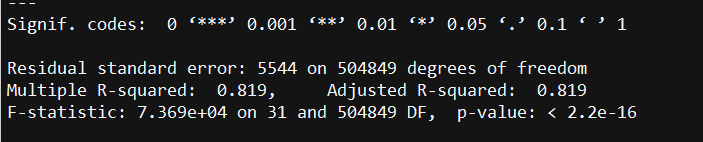 ---
Signif. codes:  0 ‘***’ 0.001 ‘**’ 0.01 ‘*’ 0.05 ‘.’ 0.1 ‘ ’ 1
Residual standard error: 5544 on 504849 degrees of freedom
Multiple R-squared:  0.819,	Adjusted R-squared:  0.819
F-statistic: 7.369e+04 on 31 and 504849 DF,  p-value: < 2.2e-16